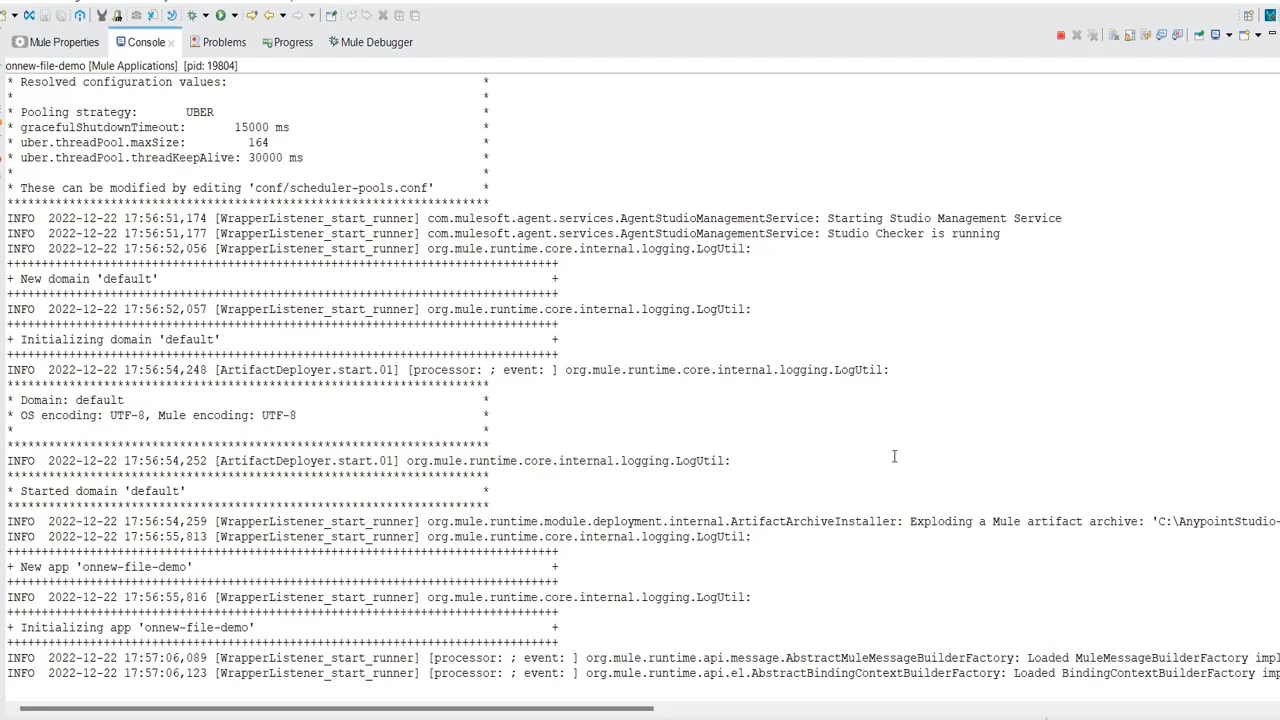 Mule Properties Console Problems Progress Mule Debugger
onnew-file-demo [Mule Applications] [pid: 19804]
* Resolved configuration values: *
* *
* Pooling strategy: UBER *
* gracefulShutdownTimeout: 15000 ms *
* uber.threadPool.maxSize: 164 *
* uber.threadPool.threadKeepAlive: 30000 ms *
* *
* These can be modified by editing 'conf/scheduler-pools.conf' *
**********************************************************************
INFO 2022-12-22 17:56:51,174 [WrapperListener_start_runner] com.mulesoft.agent.services.AgentStudioManagementService: Starting Studio Management Service
INFO 2022-12-22 17:56:51,177 [WrapperListener_start_runner] com.mulesoft.agent.services.AgentStudioManagementService: Studio Checker is running
INFO 2022-12-22 17:56:52,056 [WrapperListener_start_runner] org.mule.runtime.core.internal.logging.LogUtil:
++++++++++++++++++++++++++++++++++++++++++++++++++++++++++++++++++++++++++++++++
+ New domain 'default' +
++++++++++++++++++++++++++++++++++++++++++++++++++++++++++++++++++++++++++++++++
INFO 2022-12-22 17:56:52,057 [WrapperListener_start_runner] org.mule.runtime.core.internal.logging.LogUtil:
++++++++++++++++++++++++++++++++++++++++++++++++++++++++++++++++++++++++++++++++
+ Initializing domain 'default' +
++++++++++++++++++++++++++++++++++++++++++++++++++++++++++++++++++++++++++++++++
INFO 2022-12-22 17:56:54,248 [ArtifactDeployer.start.01] [processor: ; event: ] org.mule.runtime.core.internal.logging.LogUtil:
**********************************************************************
* Domain: default *
* OS encoding: UTF-8, Mule encoding: UTF-8 *
* *
**********************************************************************
INFO 2022-12-22 17:56:54,252 [ArtifactDeployer.start.01] org.mule.runtime.core.internal.logging.LogUtil:
**********************************************************************
* Started domain 'default' *
**********************************************************************
INFO 2022-12-22 17:56:54,259 [WrapperListener_start_runner] org.mule.runtime.module.deployment.internal.ArtifactArchiveInstaller: Exploding a Mule artifact archive: 'C:\AnypointStudio-
INFO 2022-12-22 17:56:55,813 [WrapperListener_start_runner] org.mule.runtime.core.internal.logging.LogUtil:
++++++++++++++++++++++++++++++++++++++++++++++++++++++++++++++++++++++++++++++++
+ New app 'onnew-file-demo' +
++++++++++++++++++++++++++++++++++++++++++++++++++++++++++++++++++++++++++++++++
INFO 2022-12-22 17:56:55,816 [WrapperListener_start_runner] org.mule.runtime.core.internal.logging.LogUtil:
++++++++++++++++++++++++++++++++++++++++++++++++++++++++++++++++++++++++++++++++
+ Initializing app 'onnew-file-demo' +
++++++++++++++++++++++++++++++++++++++++++++++++++++++++++++++++++++++++++++++++
INFO 2022-12-22 17:57:06,089 [WrapperListener_start_runner] [processor: ; event: ] org.mule.runtime.api.message.AbstractMuleMessageBuilderFactory: Loaded MuleMessageBuilderFactory impl
INFO 2022-12-22 17:57:06,123 [WrapperListener_start_runner] [processor: ; event: ] org.mule.runtime.api.el.AbstractBindingContextBuilderFactory: Loaded BindingContextBuilderFactory imp